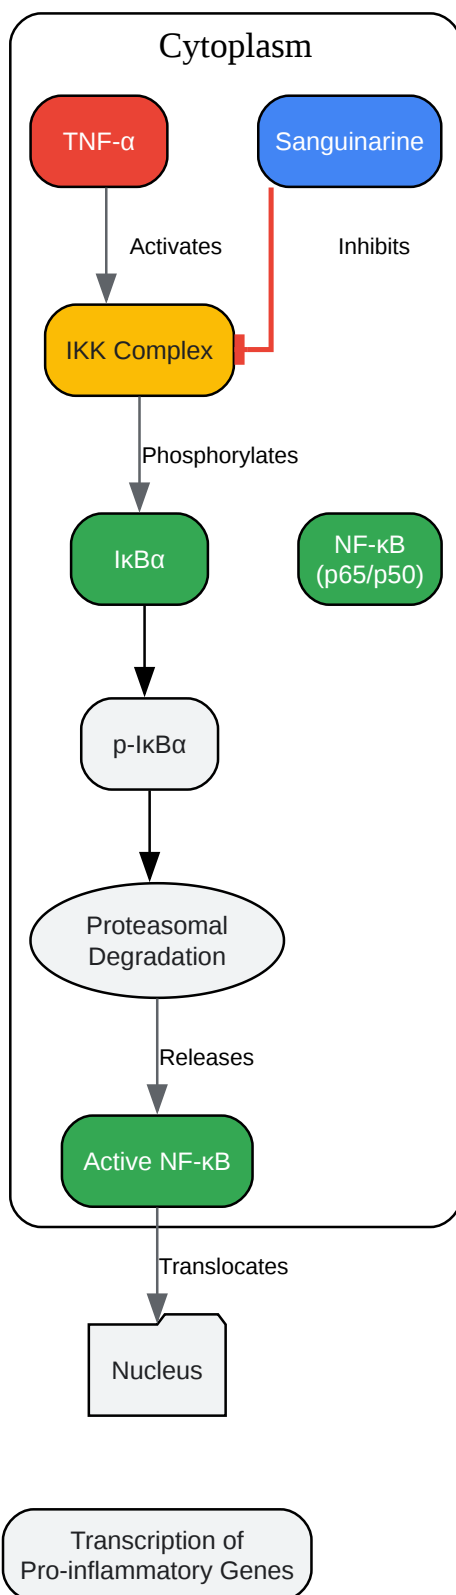 Cytoplasm
TNF-α
Sanguinarine
Activates
Inhibits
IKK Complex
Phosphorylates
IκBα
NF-κB
(p65/p50)
p-IκBα
Proteasomal
Degradation
Releases
Active NF-κB
Translocates
Nucleus
Transcription of
Pro-inflammatory Genes